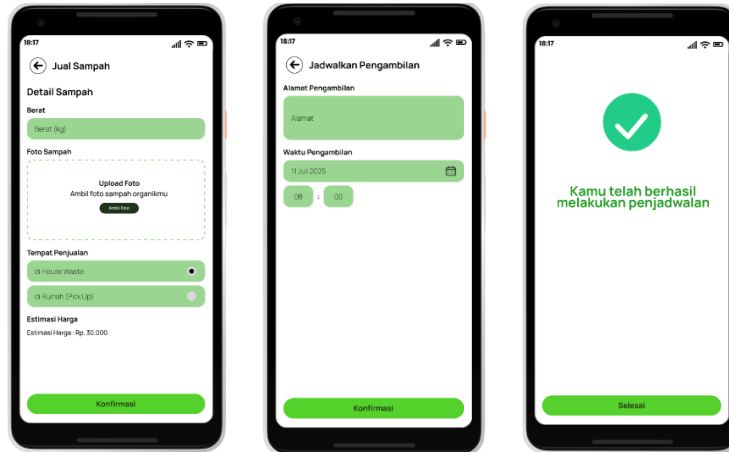 18:17
Jual Sampah
Detail Sampah
Berat
Berat (kg)
Foto Sampah
Upload Foto
Ambil foto sampah organikmu
Ambil Foto
Tempat Penjualan
di House Waste
di Rumah (Pick Up)
Estimasi Harga
Estimasi Harga : Rp. 30.000
Konfirmasi
18:17
Jadwalkan Pengambilan
Alamat Pengambilan
Alamat
Waktu Pengambilan
11 Juli 2025
08 : 00
Konfirmasi
18:17
Kamu telah berhasil
melakukan penjadwalan
Selesai